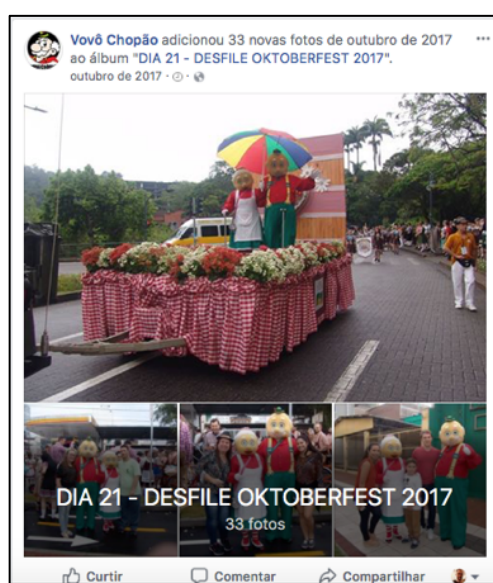 Vovô Chopão adicionou 33 novas fotos de outubro de 2017
ao álbum "DIA 21 - DESFILE OKTOBERFEST 2017".
outubro de 2017
DIA 21 - DESFILE OKTOBERFEST 2017
33 fotos
Curtir
Comentar
Compartilhar